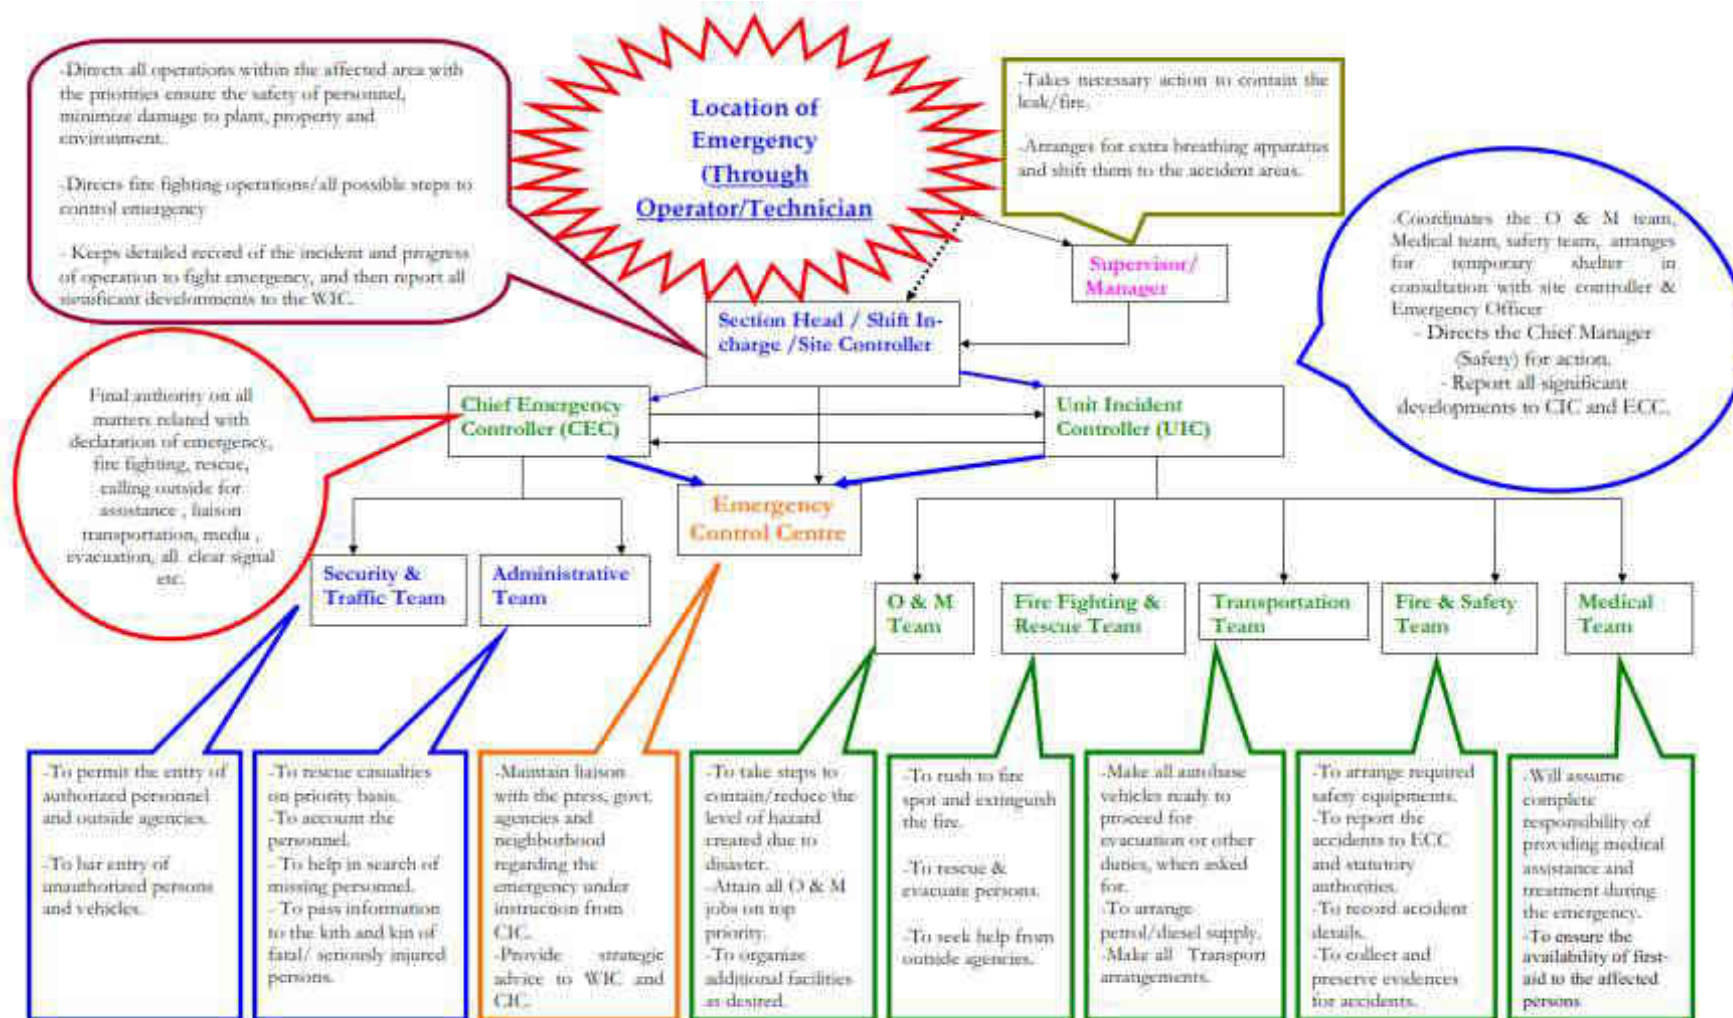 -Directs all operations within the affected area with
the priorities ensure the safety of personnel,
minimize damage to plant, property and
environment.
-Directs fire fighting operations/all possible steps to
control emergency
- Keeps detailed record of the incident and progress
of operation to fight emergency, and then report all
significant developments to the WIC.
Location of
Emergency
(Through
Operator/Technician
-Takes necessary action to contain the
leak/fire.
-Arranges for extra breathing apparatus
and shift them to the accident areas.
-Coordinates the O & M team,
Medical team, safety team, arranges
for temporary shelter in
consultation with site controller &
Emergency Officer
- Directs the Chief Manager
(Safety) for action.
- Report all significant
developments to CIC and ECC.
Supervisor/
Manager
Section Head / Shift In-
charge /Site Controller
Final authority on all
matters related with
declaration of emergency,
fire fighting, rescue,
calling outside for
assistance , liaison
transportation, media ,
evacuation, all clear signal
etc.
Chief Emergency
Controller (CEC)
Unit Incident
Controller (UIC)
Emergency
Control Centre
Security &
Traffic Team
Administrative
Team
O & M
Team
Fire Fighting &
Rescue Team
Transportation
Team
Fire & Safety
Team
Medical
Team
-To permit the entry of
authorized personnel
and outside agencies.
-To bar entry of
unauthorized persons
and vehicles.
-To rescue casualties
on priority basis.
-To account the
personnel.
-To help in search of
missing personnel.
- To pass information
to the kith and kin of
fatal/ seriously injured
persons.
-Maintain liaison
with the press, govt.
agencies and
neighborhood
regarding the
emergency under
instruction from
CIC.
-Provide strategic
advice to WIC and
CIC.
-To take steps to
contain/reduce the
level of hazard
created due to
disaster.
-Attain all O & M
jobs on top
priority.
-To organize
additional facilities
as desired.
-To rush to fire
spot and extinguish
the fire.
-To rescue &
evacuate persons.
-To seek help from
outside agencies.
-Make all autobase
vehicles ready to
proceed for
evacuation or other
duties, when asked
for.
-To arrange
petrol/diesel supply.
-Make all Transport
arrangements.
-To arrange required
safety equipments.
-To report the
accidents to ECC
and statutory
authorities.
-To record accident
details.
-To collect and
preserve evidences
for accidents.
-Will assume
complete
responsibility of
providing medical
assistance and
treatment during
the emergency.
-To ensure the
availability of first-
aid to the affected
persons